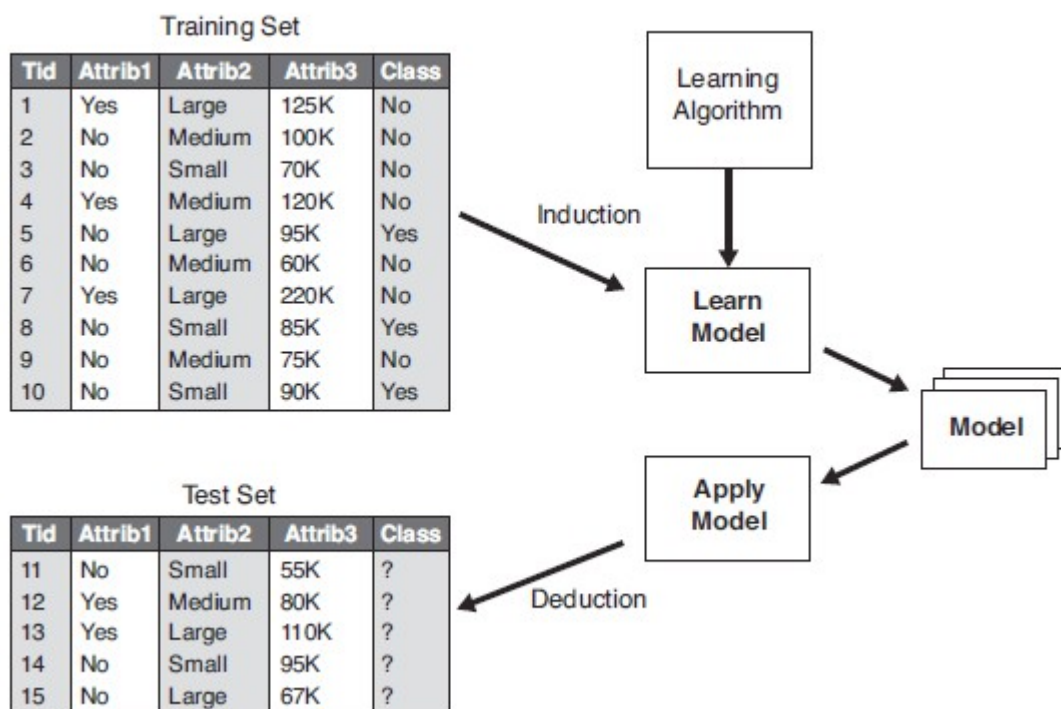 Training Set
Tid Attrib1 Attrib2 Attrib3 Class
1 Yes Large 125K No
2 No Medium 100K No
3 No Small 70K No
4 Yes Medium 120K No
5 No Large 95K Yes
6 No Medium 60K No
7 Yes Large 220K No
8 No Small 85K Yes
9 No Medium 75K No
10 No Small 90K Yes
Learning
Algorithm
Induction
Learn
Model
Model
Apply
Model
Deduction
Test Set
Tid Attrib1 Attrib2 Attrib3 Class
11 No Small 55K ?
12 Yes Medium 80K ?
13 Yes Large 110K ?
14 No Small 95K ?
15 No Large 67K ?